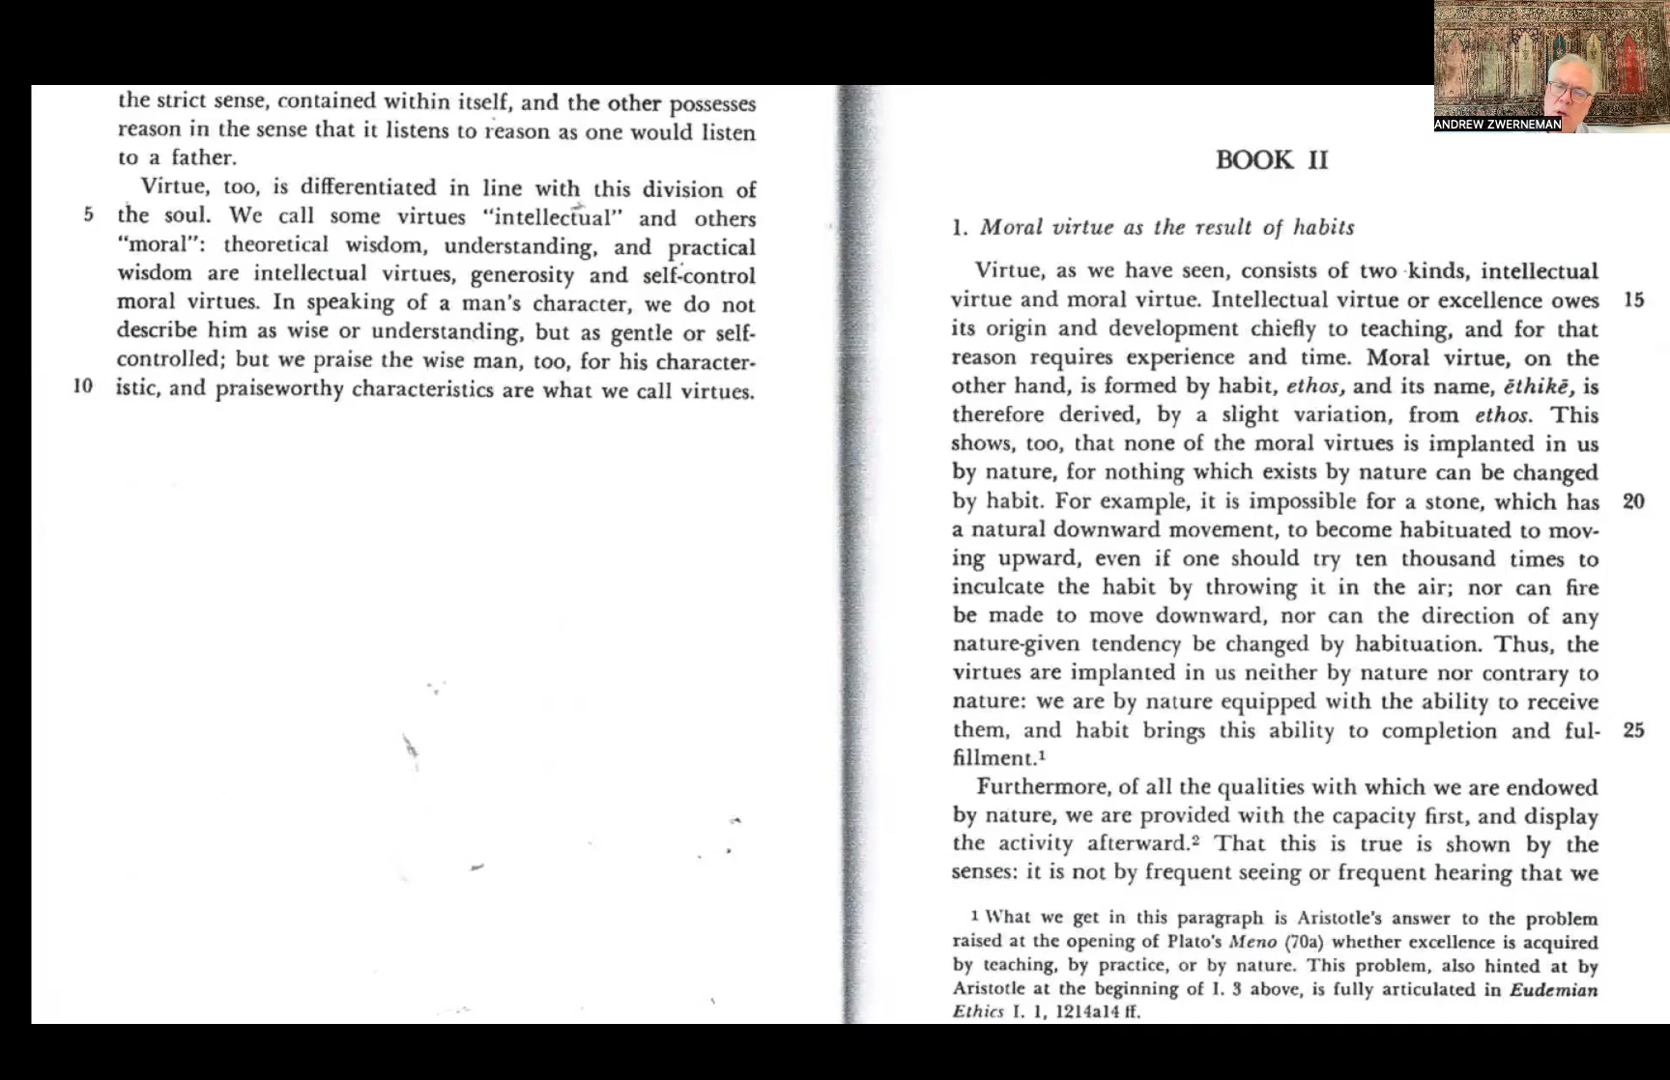 the strict sense, contained within itself, and the other possesses
reason in the sense that it listens to reason as one would listen
to a father.
Virtue, too, is differentiated in line with this division of
5 the soul. We call some virtues “intellectual” and others
“moral”: theoretical wisdom, understanding, and practical
wisdom are intellectual virtues, generosity and self-control
moral virtues. In speaking of a man's character, we do not
describe him as wise or understanding, but as gentle or self-
controlled; but we praise the wise man, too, for his character-
10 istic, and praiseworthy characteristics are what we call virtues.
ANDREW ZWERNEMAN
BOOK II
1. Moral virtue as the result of habits
Virtue, as we have seen, consists of two kinds, intellectual
virtue and moral virtue. Intellectual virtue or excellence owes 15
its origin and development chiefly to teaching, and for that
reason requires experience and time. Moral virtue, on the
other hand, is formed by habit, ethos, and its name, ēthikē, is
therefore derived, by a slight variation, from ethos. This
shows, too, that none of the moral virtues is implanted in us
by nature, for nothing which exists by nature can be changed
by habit. For example, it is impossible for a stone, which has 20
a natural downward movement, to become habituated to mov-
ing upward, even if one should try ten thousand times to
inculcate the habit by throwing it in the air; nor can fire
be made to move downward, nor can the direction of any
nature-given tendency be changed by habituation. Thus, the
virtues are implanted in us neither by nature nor contrary to
nature: we are by nature equipped with the ability to receive
them, and habit brings this ability to completion and ful- 25
fillment.¹
Furthermore, of all the qualities with which we are endowed
by nature, we are provided with the capacity first, and display
the activity afterward.² That this is true is shown by the
senses: it is not by frequent seeing or frequent hearing that we
1 What we get in this paragraph is Aristotle's answer to the problem
raised at the opening of Plato's Meno (70a) whether excellence is acquired
by teaching, by practice, or by nature. This problem, also hinted at by
Aristotle at the beginning of I. 3 above, is fully articulated in Eudemian
Ethics I. 1, 1214a14 ff.